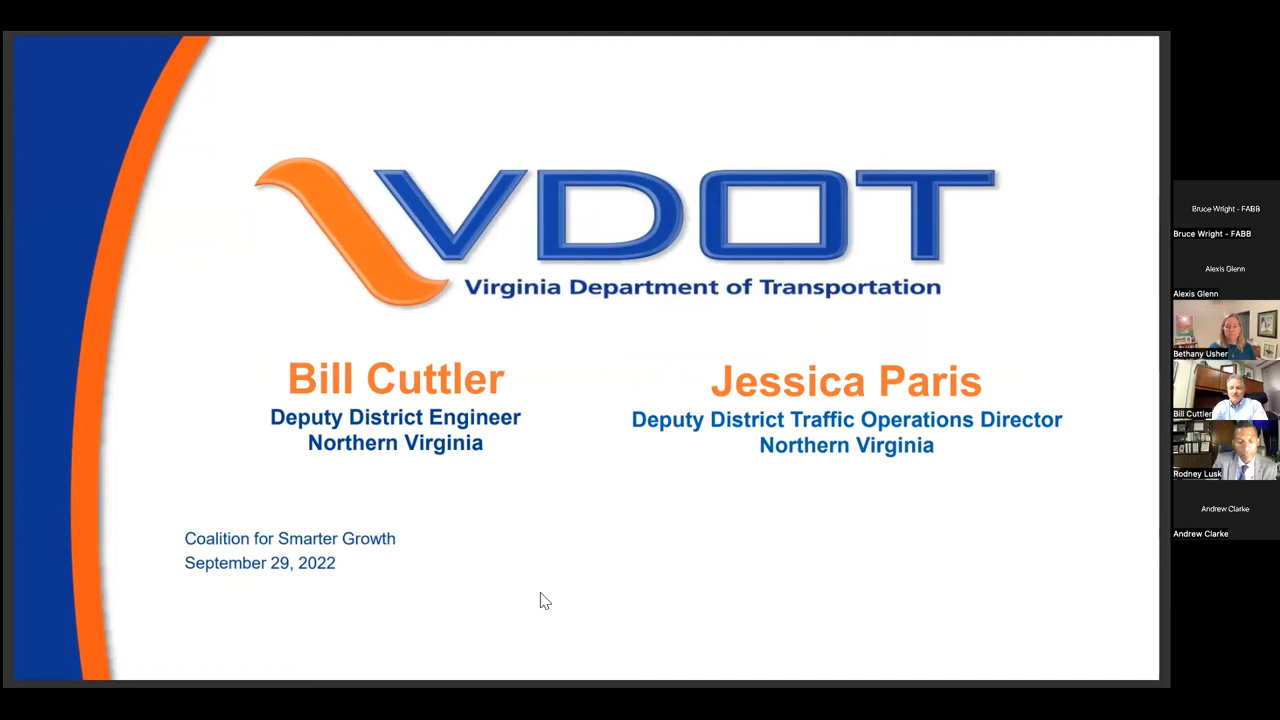 VDOT
Virginia Department of Transportation
Bill Cuttler
Deputy District Engineer
Northern Virginia
Jessica Paris
Deputy District Traffic Operations Director
Northern Virginia
Coalition for Smarter Growth
September 29, 2022
Bruce Wright - FABB
Bruce Wright - FABB
Alexis Glenn
Alexis Glenn
Bethany Usher
Bill Cuttler
Rodney Lusk
Andrew Clarke
Andrew Clarke